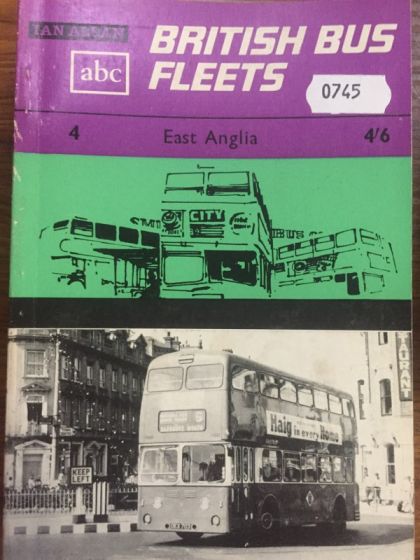 IAN ALLAN
abc
BRITISH BUS
FLEETS
0745
4
East Anglia
4/6
CITY
BUS
Haig
in every Home
KEEP
LEFT